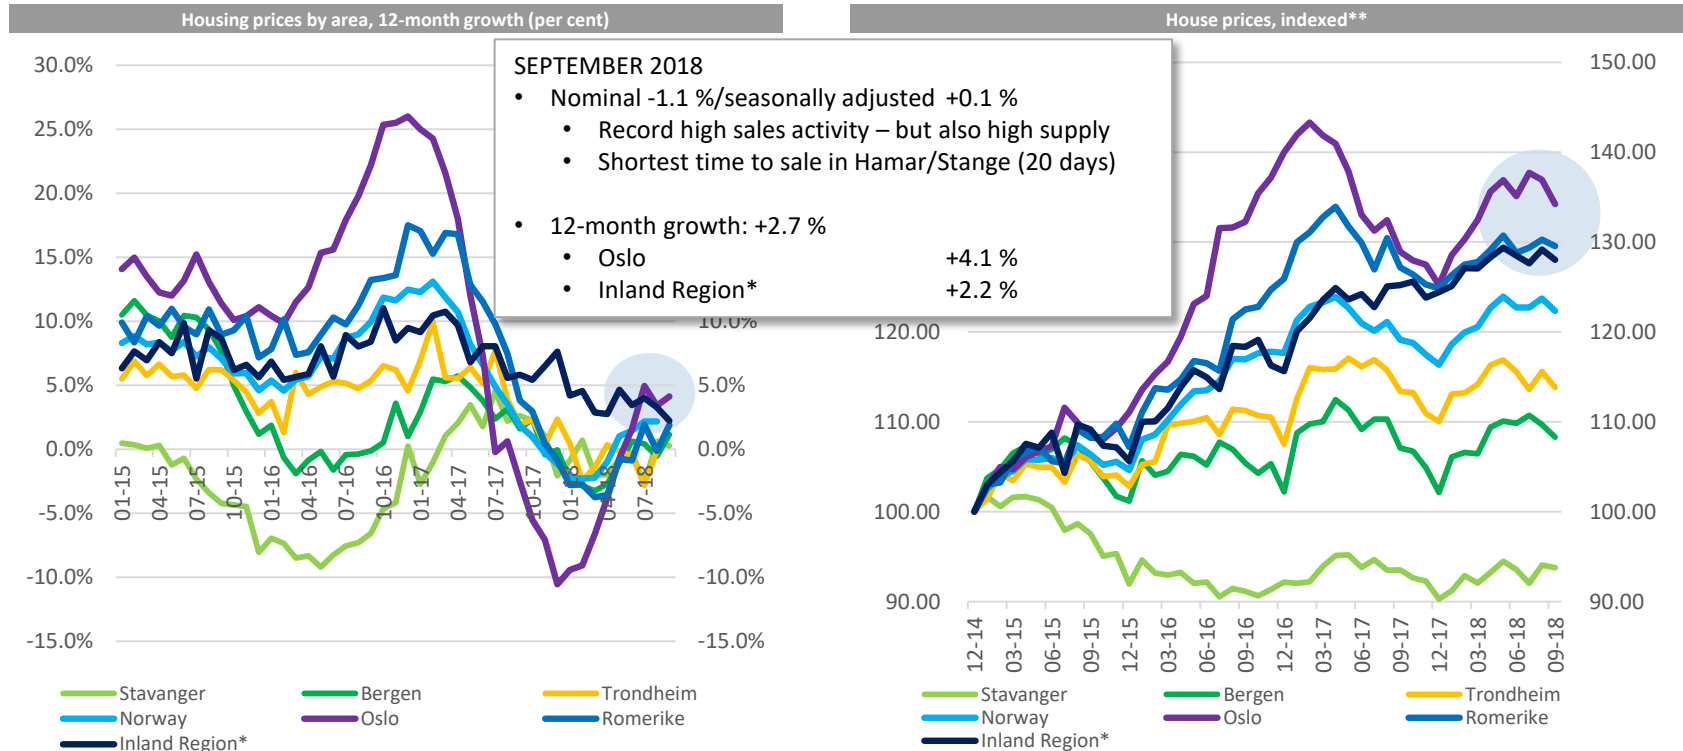 Housing prices by area, 12-month growth (per cent)
House prices, indexed**
SEPTEMBER 2018
• Nominal -1.1 %/seasonally adjusted +0.1 %
• Record high sales activity – but also high supply
• Shortest time to sale in Hamar/Stange (20 days)
• 12-month growth: +2.7 %
• Oslo +4.1 %
• Inland Region* +2.2 %
30.0%
25.0%
20.0%
15.0%
10.0%
5.0%
0.0%
-5.0%
-10.0%
-15.0%
10.0%
5.0%
0.0%
-5.0%
-10.0%
-15.0%
01-15
04-15
07-15
10-15
01-16
04-16
07-16
10-16
01-17
04-17
07-17
10-17
01-18
04-18
07-18
Stavanger
Bergen
Trondheim
Norway
Oslo
Romerike
Inland Region*
120.00
100.00
90.00
150.00
140.00
130.00
120.00
110.00
100.00
90.00
12-14
03-15
06-15
09-15
12-15
03-16
06-16
09-16
12-16
03-17
06-17
09-17
12-17
03-18
06-18
09-18
Stavanger
Bergen
Trondheim
Norway
Oslo
Romerike
Inland Region*